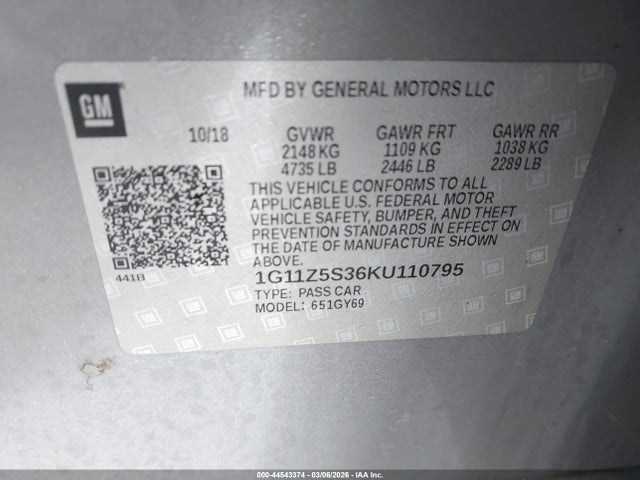 GM
MFD BY GENERAL MOTORS LLC
10/18 GVWR GAWR FRT GAWR RR
2148 KG 1109 KG 1038 KG
4735 LB 2446 LB 2289 LB
THIS VEHICLE CONFORMS TO ALL
APPLICABLE U.S. FEDERAL MOTOR
VEHICLE SAFETY, BUMPER, AND THEFT
PREVENTION STANDARDS IN EFFECT ON
THE DATE OF MANUFACTURE SHOWN
ABOVE.
441B
1G11Z5S36KU110795
TYPE: PASS CAR
MODEL: 651GY69
000-44543374 | 03/06/2026 | IAA Inc.